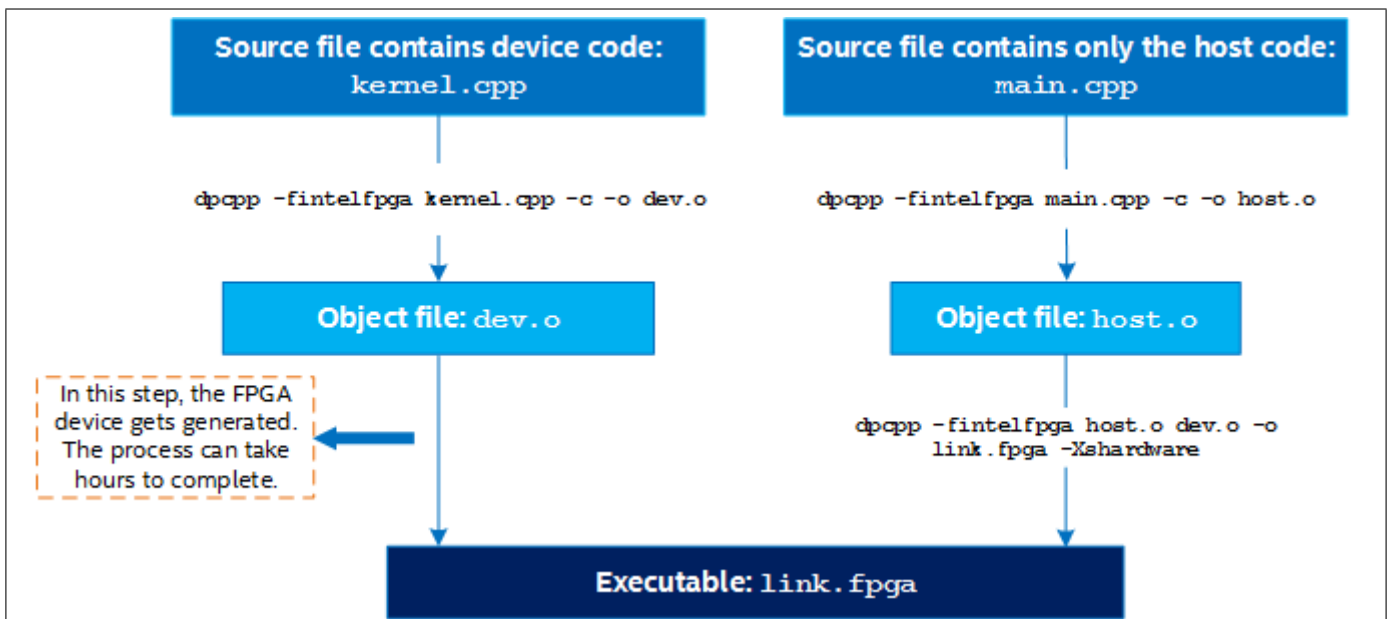 Source file contains device code:
kernel.cpp
Source file contains only the host code:
main.cpp
dpcpp -fintelfpga kernel.cpp -c -o dev.o
dpcpp -fintelfpga main.cpp -c -o host.o
Object file: dev.o
Object file: host.o
In this step, the FPGA
device gets generated.
The process can take
hours to complete.
dpcpp -fintelfpga host.o dev.o -o
link.fpga -Xshardware
Executable: link.fpga